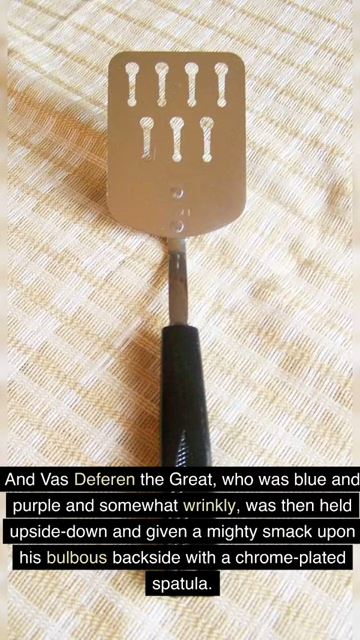 And Vas Deferen the Great, who was blue and
purple and somewhat wrinkly, was then held
upside-down and given a mighty smack upon
his bulbous backside with a chrome-plated
spatula.